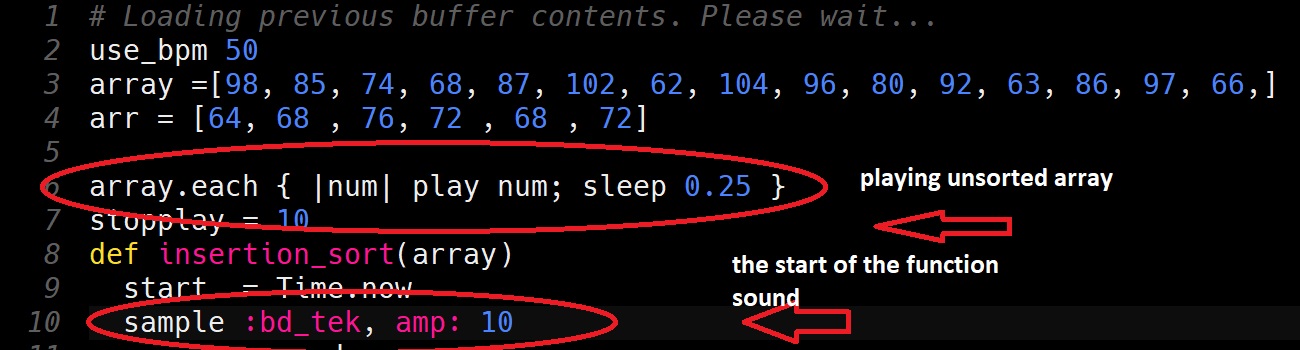 1 # Loading previous buffer contents. Please wait...
2 use_bpm 50
3 array =[98, 85, 74, 68, 87, 102, 62, 104, 96, 80, 92, 63, 86, 97, 66,]
4 arr = [64, 68 , 76, 72 , 68 , 72]
5
6 array.each { |num| play num; sleep 0.25 }
playing unsorted array
7 stopplay = 10
8 def insertion_sort(array)
the start of the function
sound
9 start = Time.now
10 sample :bd_tek, amp: 10
11